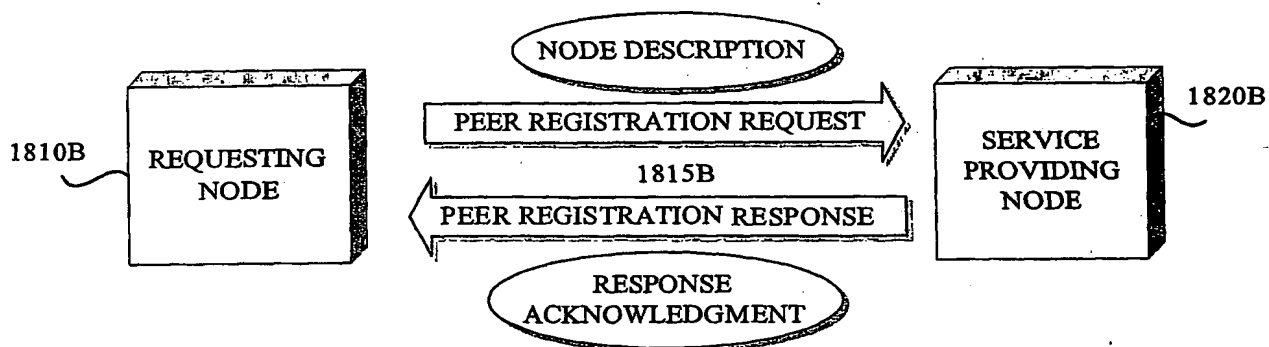 NODE DESCRIPTION
PEER REGISTRATION REQUEST
1820B
1810B
REQUESTING
NODE
1815B
SERVICE
PROVIDING
NODE
PEER REGISTRATION RESPONSE
RESPONSE
ACKNOWLEDGMENT